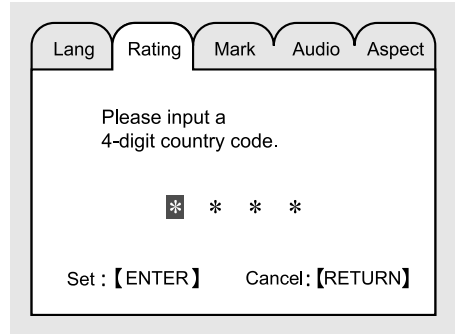 Lang Rating Mark Audio Aspect
Please input a
4-digit country code.
* * * *
Set :【ENTER】 Cancel:【RETURN】